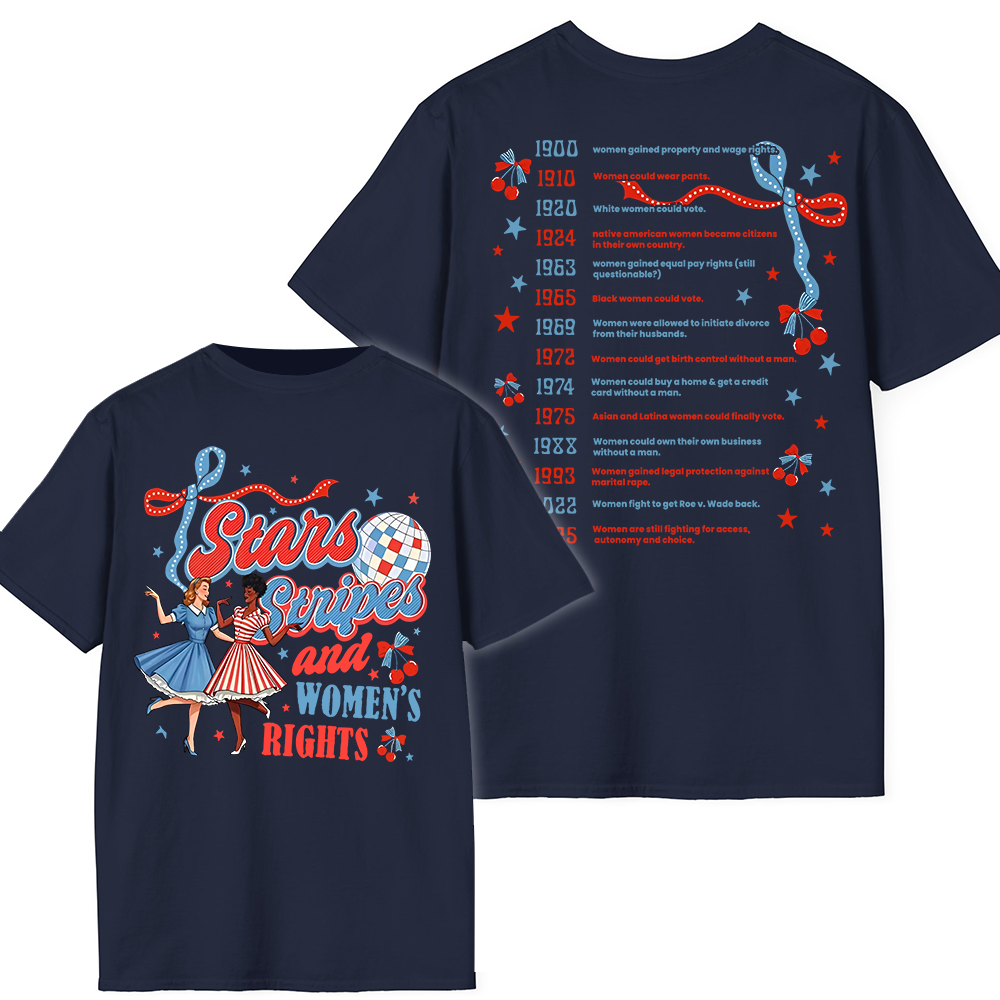 1900 women gained property and wage rights.
1910 Women could wear pants.
1920 White women could vote.
1924 native american women became citizens
in their own country.
1963 women gained equal pay rights (still
questionable?)
1965 Black women could vote.
1969 Women were allowed to initiate divorce
from their husbands.
1972 Women could get birth control without a man.
1974 Women could buy a home & get a credit
card without a man.
1975 Asian and Latina women could finally vote.
1988 Women could own their own business
without a man.
1993 Women gained legal protection against
marital rape.
022 Women fight to get Roe v. Wade back.
5 Women are still fighting for access,
autonomy and choice.
Stars
Stripes
and
WOMEN'S
RIGHTS